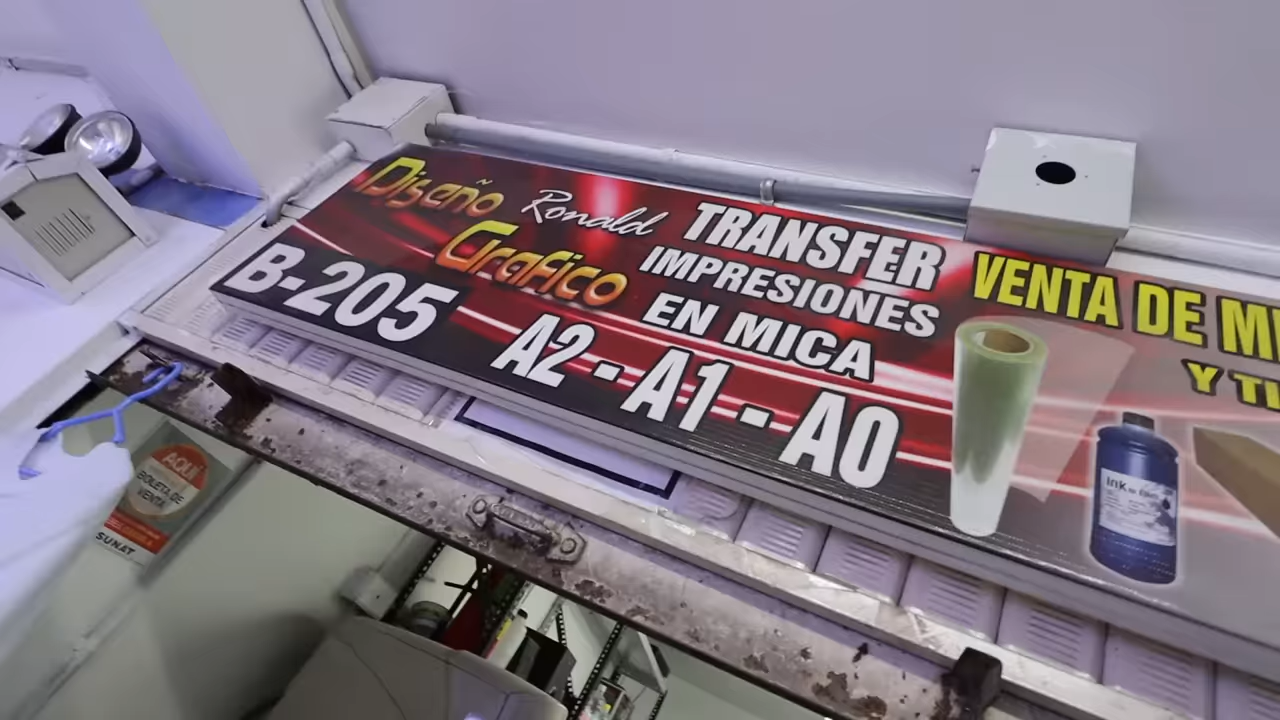 Diseño
Ronald
Grafico
B-205
TRANSFER
IMPRESIONES
EN MICA
A2 - A1 - A0
VENTA DE
Y
Ink
AQUÍ
BOLETA DE
VENTA
SUNAT